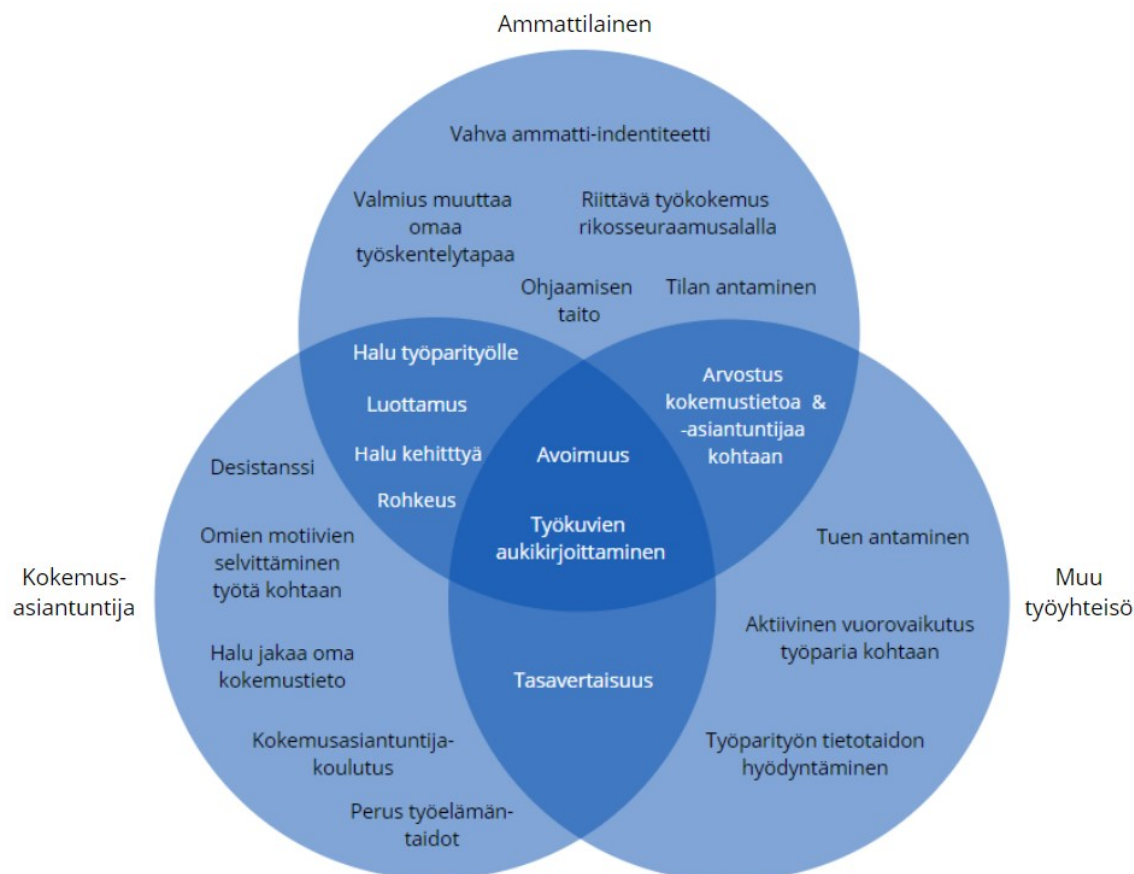 Ammattilainen
Vahva ammatti-indentiteetti
Valmius muuttaa
omaa
työskentelytapaa
Riittävä työkokemus
rikosseuraamusalalla
Ohjaamisen
taito
Tilan antaminen
Halu työparityölle
Luottamus
Halu kehitttyä
Rohkeus
Arvostus
kokemustietoa &
-asiantuntijaa
kohtaan
Avoimuus
Työkuvien
aukikirjoittaminen
Desistanssi
Omien motiivien
selvittäminen
työtä kohtaan
Kokemus-
asiantuntija
Halu jakaa oma
kokemustieto
Kokemusasiantuntija-
koulutus
Perus työelämän-
taidot
Tasavertaisuus
Tuen antaminen
Muu
työyhteisö
Aktiivinen vuorovaikutus
työparia kohtaan
Työparityön tietotaidon
hyödyntäminen